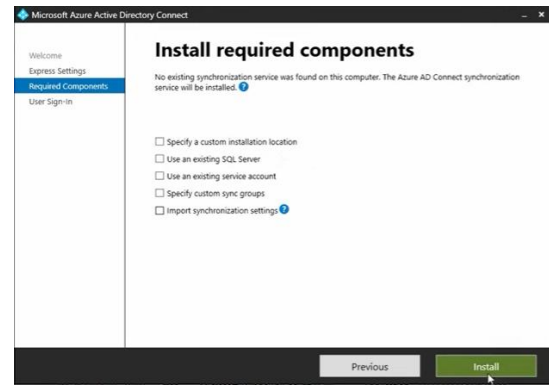 Microsoft Azure Active Directory Connect
Welcome
Express Settings
Required Components
User Sign-In
Install required components
No existing synchronization service was found on this computer. The Azure AD Connect synchronization
service will be installed. ?
Specify a custom installation location
Use an existing SQL Server
Use an existing service account
Specify custom sync groups
Import synchronization settings ?
Previous
Install